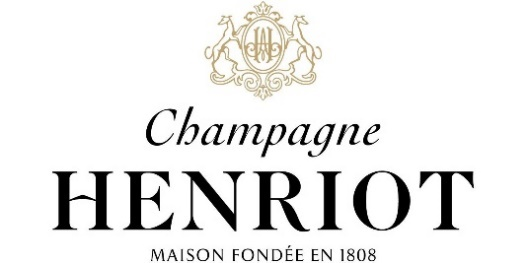 Champagne
HENRIOT
MAISON FONDÉE EN 1808